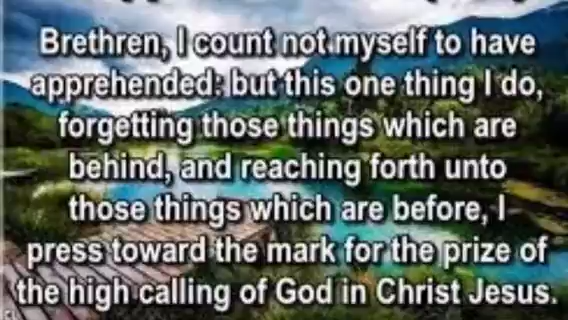 Brethren, I count not myself to have
apprehended: but this one thing I do,
forgetting those things which are
behind, and reaching forth unto
those things which are before, I
press toward the mark for the prize of
the high calling of God in Christ Jesus.